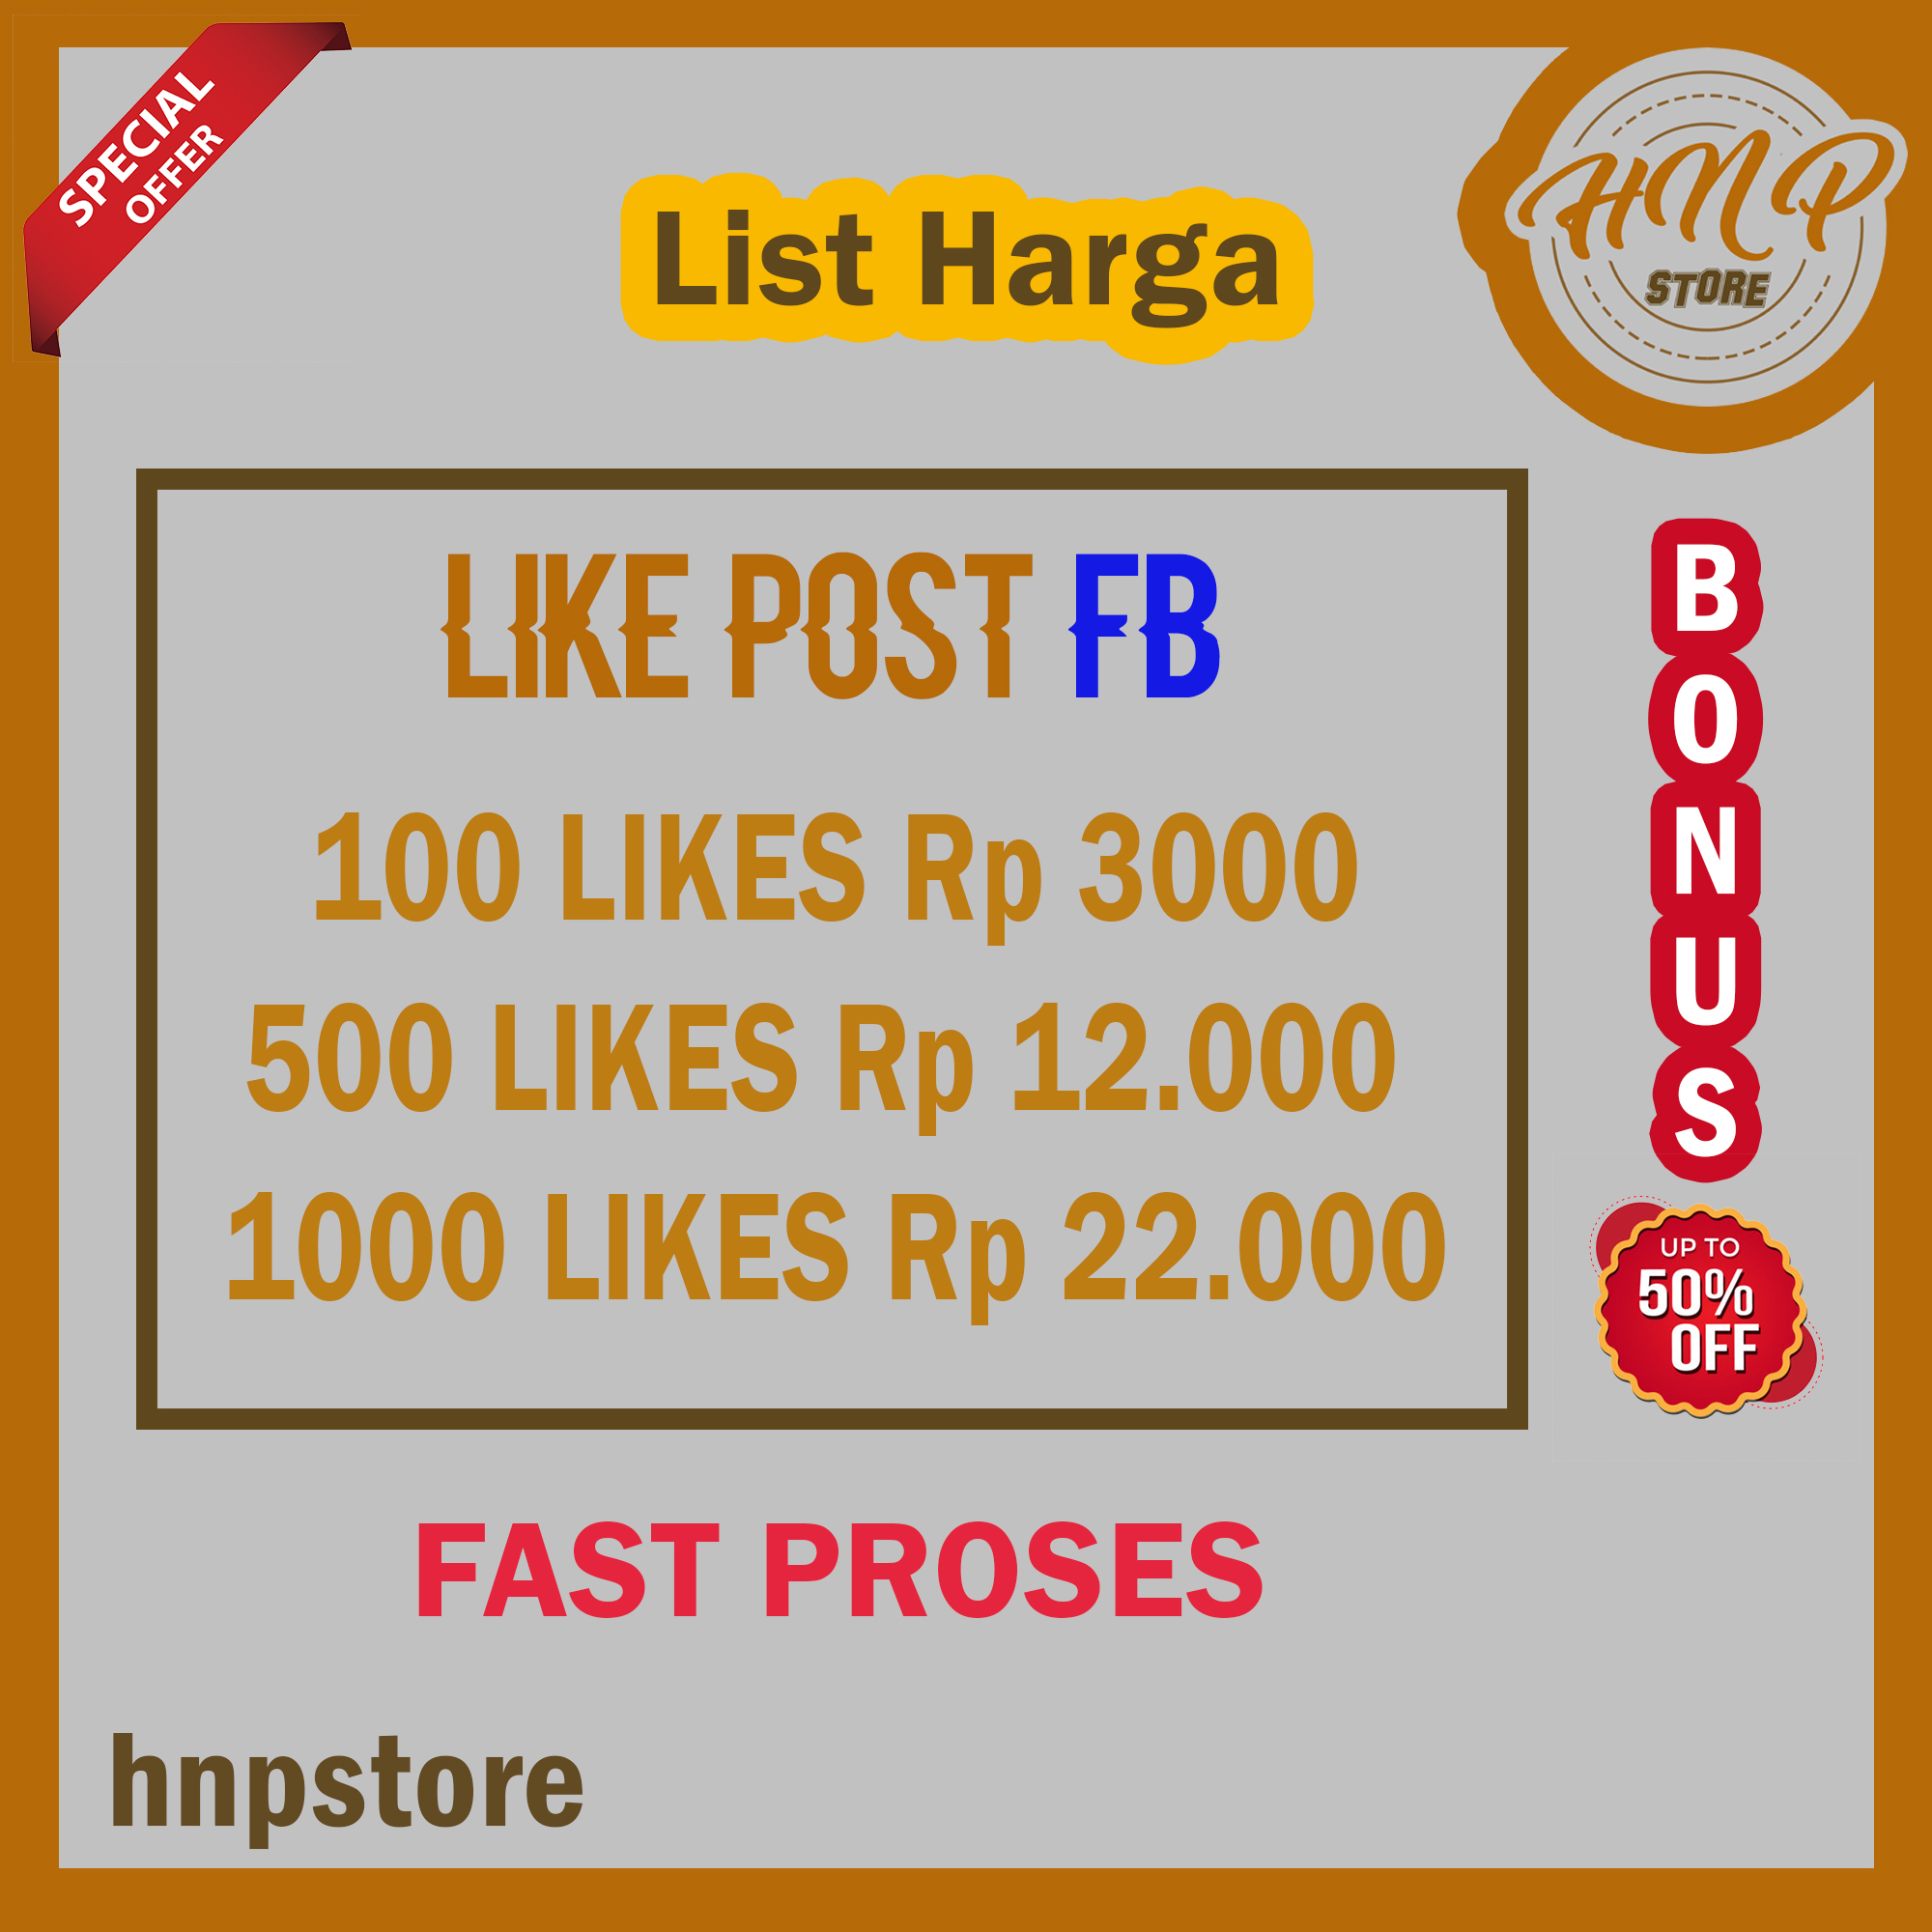 SPECIAL
OFFER
HNP
STORE
List Harga
LIKE POST FB
100 LIKES Rp 3000
500 LIKES Rp 12.000
1000 LIKES Rp 22.000
BONUS
UP TO
50%
OFF
FAST PROSES
hnpstore